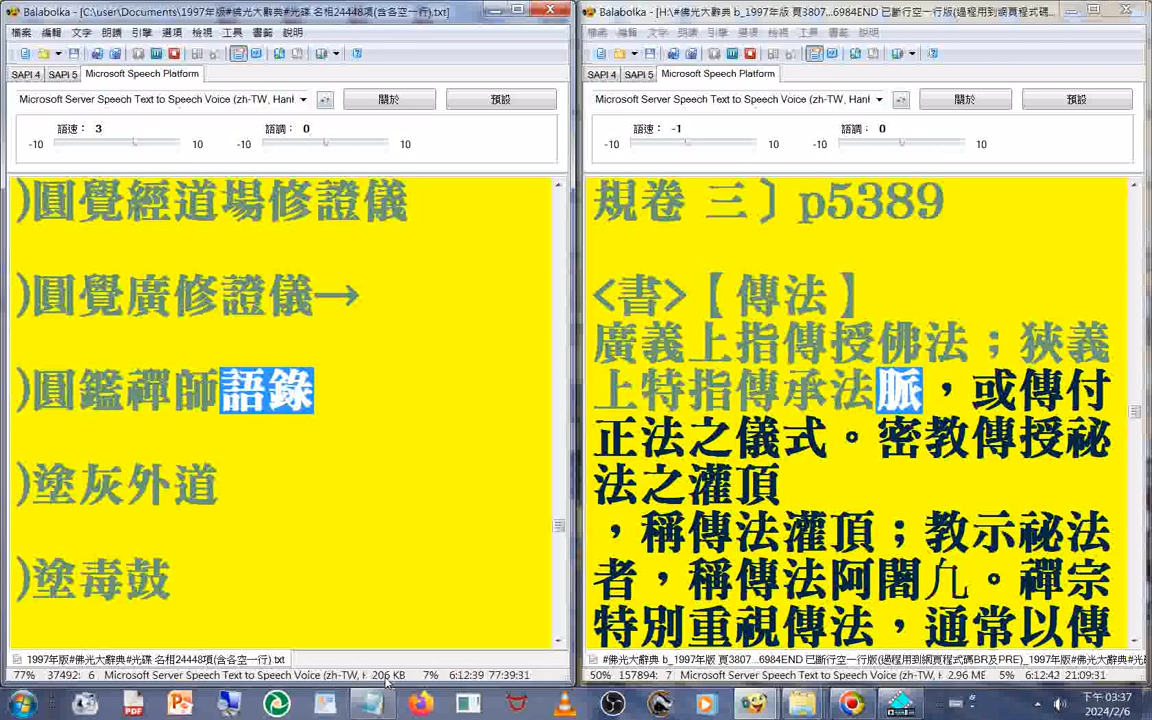 Balabolka - [C:\user\Documents\1997年版#佛光大辭典#光碟 名相24448項(含各空一行).txt]
檔案 編輯 文字 朗讀 引擎 選項 檢視 工具 書籤 說明
SAPI 4 SAPI 5 Microsoft Speech Platform
Microsoft Server Speech Text to Speech Voice (zh-TW, Hanl 關於 預設
語速： 3 語調： 0
-10 10 -10 10
)圓覺經道場修證儀
)圓覺廣修證儀→
)圓鑑禪師語錄
)塗灰外道
)塗毒鼓
1997年版#佛光大辭典#光碟 名相24448項(含各空一行).txt
77% 37492: 6 Microsoft Server Speech Text to Speech Voice (zh-TW, H 206 KB 7% 6:12:39 77:39:31
Balabolka - [H:\#佛光大辭典 b_1997年版 頁3807...6984END 已斷行空一行版(過程用到網頁程式碼...
檔案 編輯 文字 朗讀 引擎 選項 檢視 工具 書籤 說明
SAPI 4 SAPI 5 Microsoft Speech Platform
Microsoft Server Speech Text to Speech Voice (zh-TW, Hanl 關於 預設
語速： -1 語調： 0
-10 10 -10 10
規卷 三〕p5389
<書>【傳法】
廣義上指傳授佛法；狹義
上特指傳承法脈，或傳付
正法之儀式。密教傳授祕
法之灌頂
，稱傳法灌頂；教示祕法
者，稱傳法阿闍梨。禪宗
特別重視傳法，通常以傳
#佛光大辭典 b_1997年版 頁3807...6984END 已斷行空一行版(過程用到網頁程式碼BR及PRE)_1997年版#光
50% 157894: 7 Microsoft Server Speech Text to Speech Voice (zh-TW, H 2.96 ME 5% 6:12:42 21:09:31
下午 03:37
2024/2/6